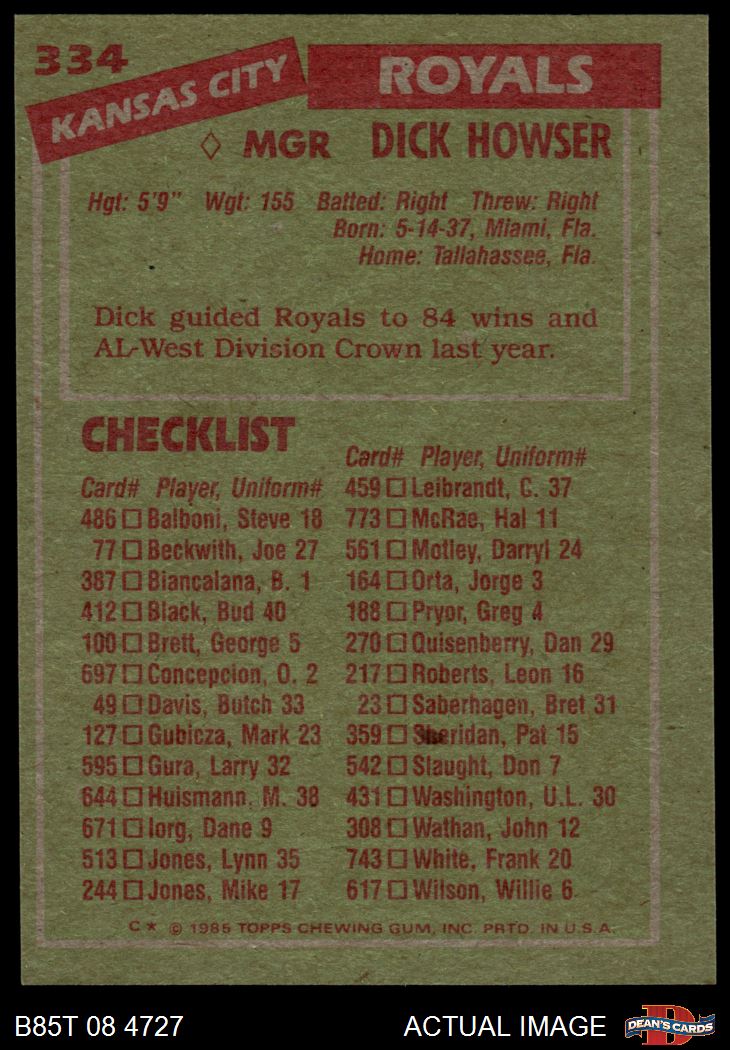 334
KANSAS CITY ROYALS
MGR DICK HOWSER
Hgt: 5'9" Wgt: 155 Batted: Right Threw: Right
Born: 5-14-37, Miami, Fla.
Home: Tallahassee, Fla.
Dick guided Royals to 84 wins and
AL-West Division Crown last year.
CHECKLIST
Card# Player, Uniform#
486 Balboni, Steve 18
77 Beckwith, Joe 27
387 Biancalana, B. 1
412 Black, Bud 40
100 Brett, George 5
697 Concepcion, O. 2
49 Davis, Butch 33
127 Gubicza, Mark 23
595 Gura, Larry 32
644 Huismann, M. 38
671 Iorg, Dane 9
513 Jones, Lynn 35
244 Jones, Mike 17
Card# Player, Uniform#
459 Leibrandt, C. 37
773 McRae, Hal 11
561 Motley, Darryl 24
164 Orta, Jorge 3
188 Pryor, Greg 4
270 Quisenberry, Dan 29
217 Roberts, Leon 16
23 Saberhagen, Bret 31
359 Sheridan, Pat 15
542 Slaught, Don 7
431 Washington, U.L. 30
308 Wathan, John 12
743 White, Frank 20
617 Wilson, Willie 6
C★ © 1985 TOPPS CHEWING GUM, INC. PRTD. IN U.S.A.
B85T 08 4727
ACTUAL IMAGE
D
DEAN'S CARDS